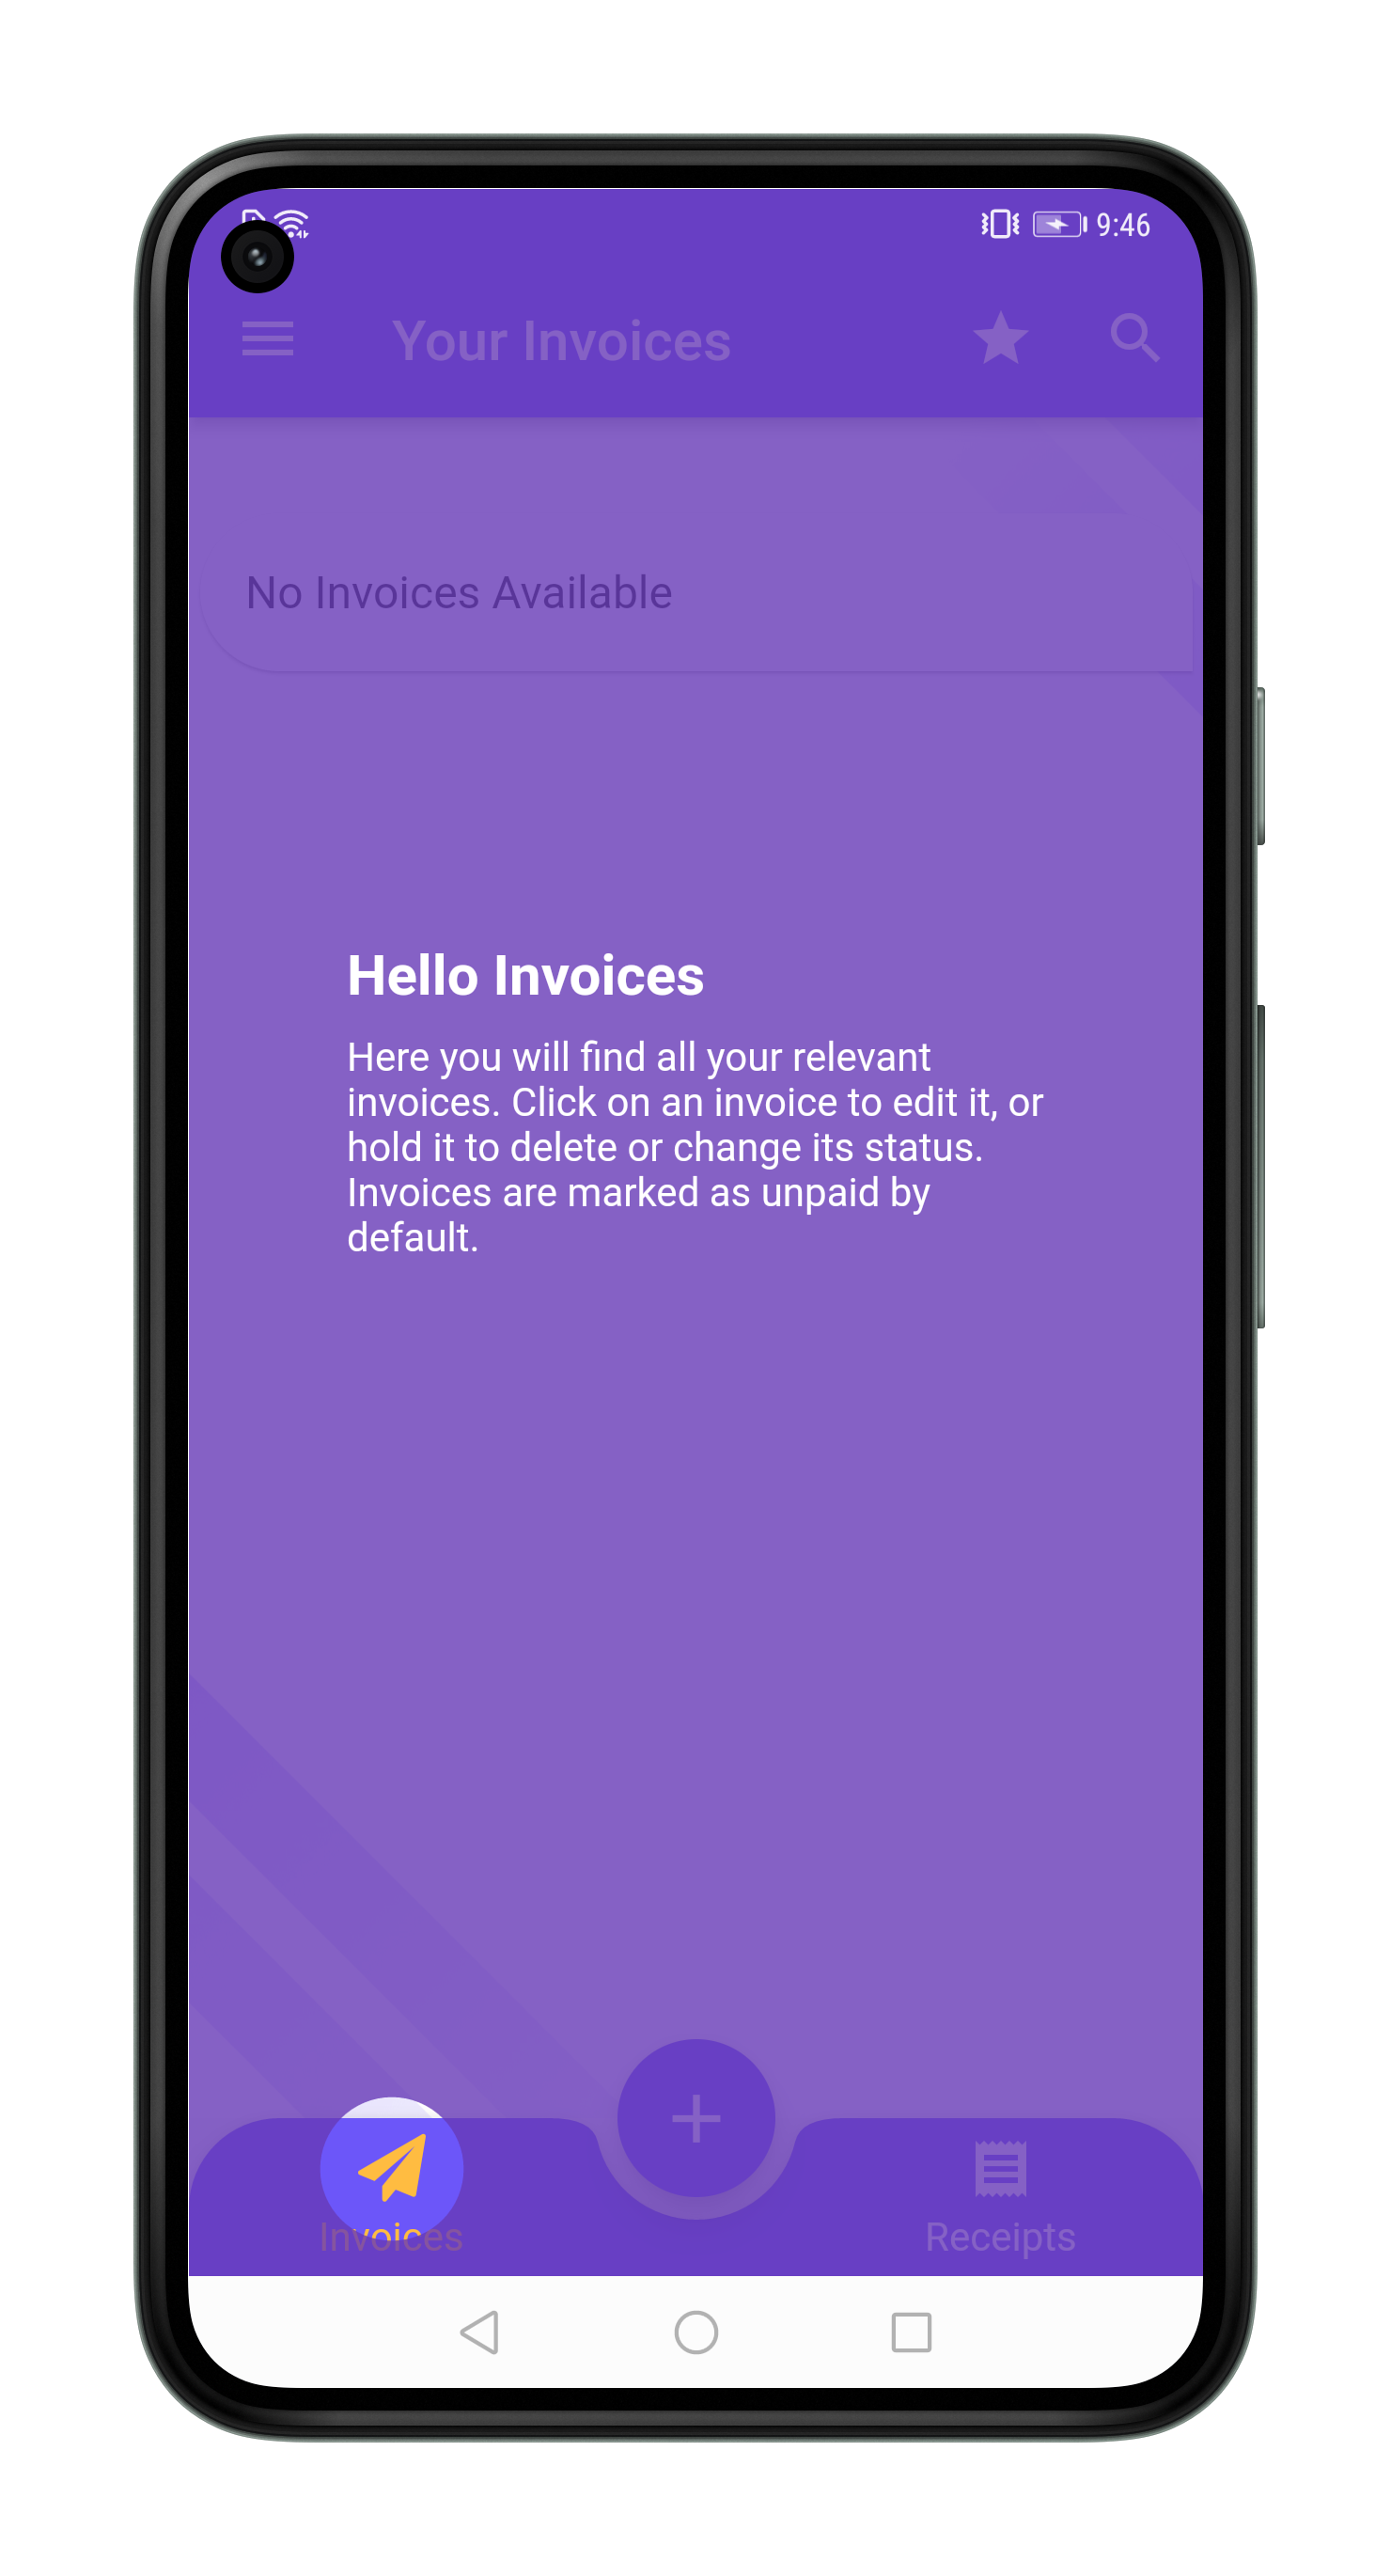 9:46
Your Invoices
No Invoices Available
Hello Invoices
Here you will find all your relevant
invoices. Click on an invoice to edit it, or
hold it to delete or change its status.
Invoices are marked as unpaid by
default.
Invoices
Receipts